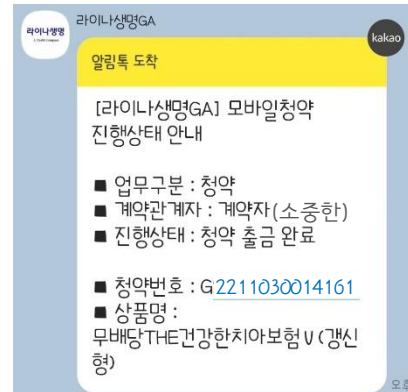 라이나생명GA
라이나생명
kakao
알림톡 도착
[라이나생명GA] 모바일청약
진행상태 안내
■ 업무구분 : 청약
■ 계약관계자 : 계약자(소중한)
■ 진행상태 : 청약 출금 완료
■ 청약번호 : G2211030014161
■ 상품명 :
무배당THE건강한치아보험Ⅴ(갱신
형)